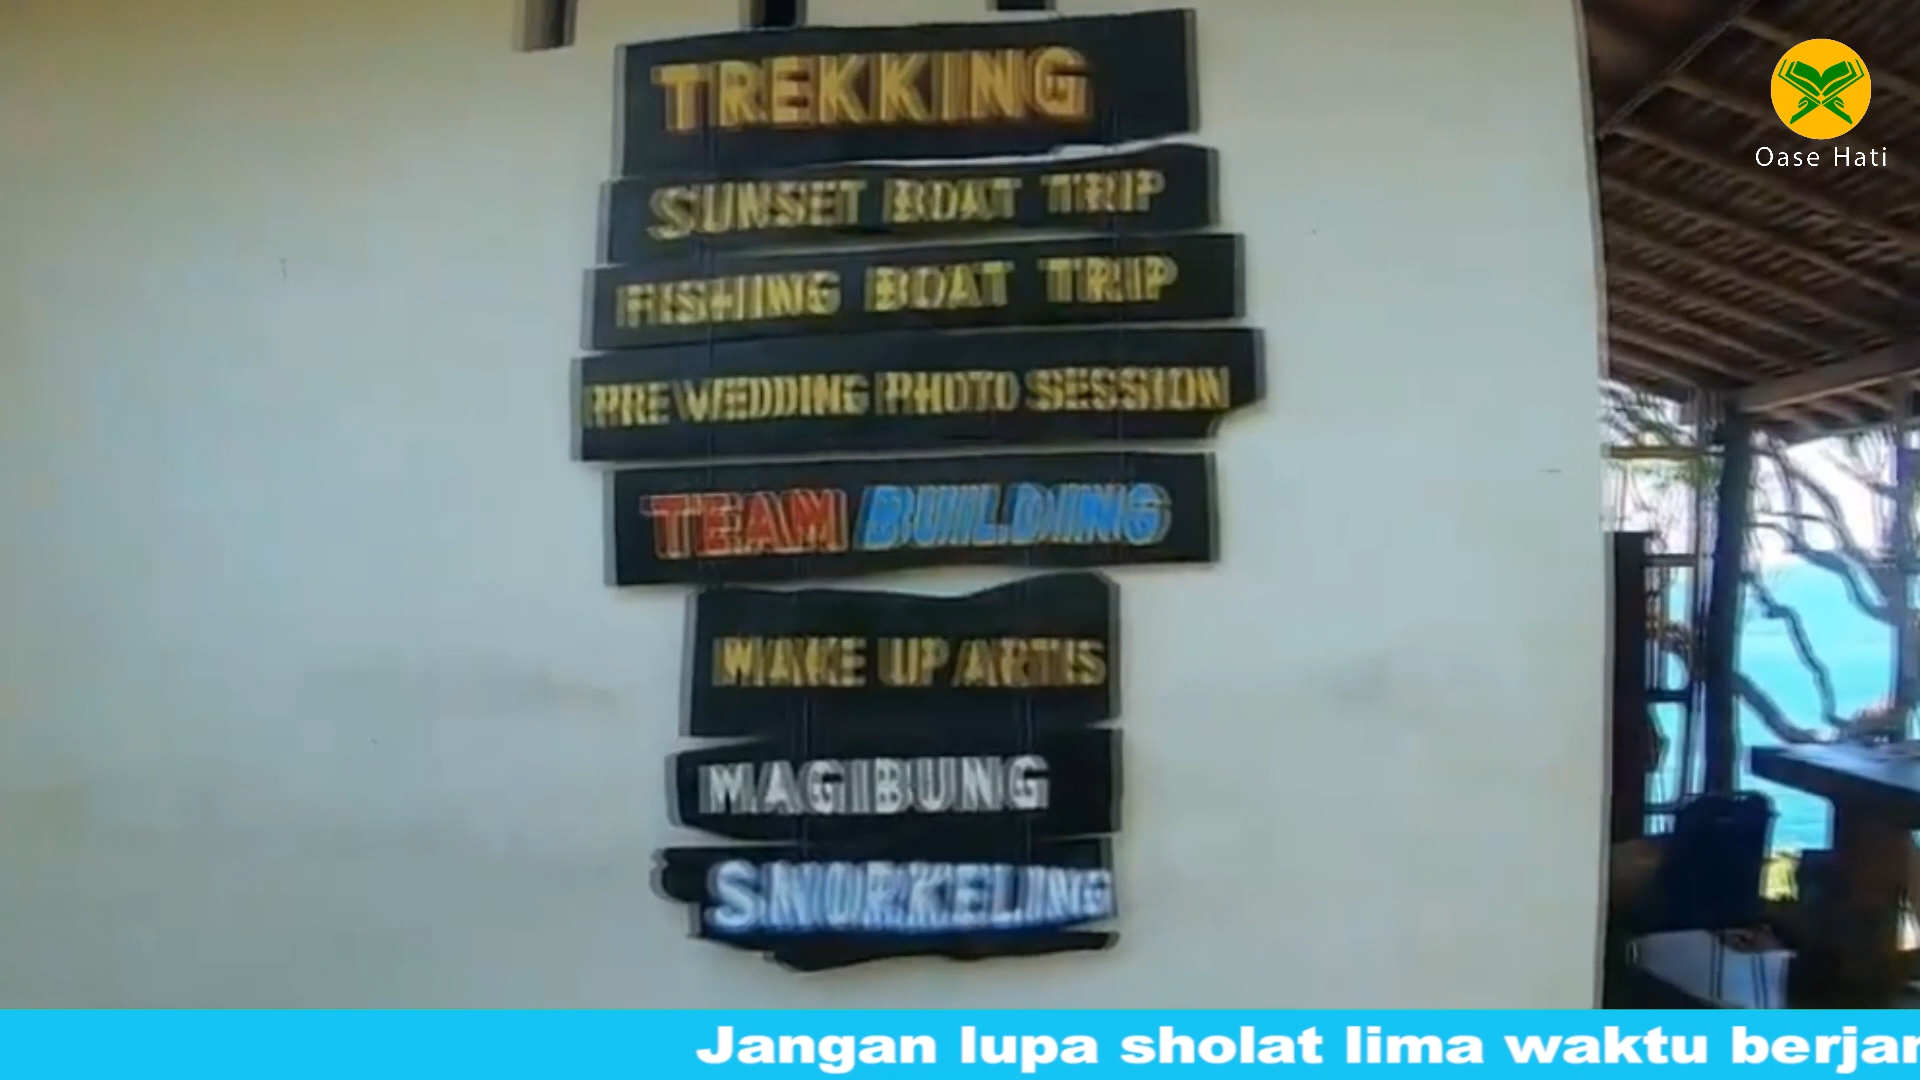 TREKKING
Oase Hati
SUNSET BOAT TRIP
FISHING BOAT TRIP
PRE WEDDING PHOTO SESSION
TEAM BUILDING
MAKE UP ARTIS
MAGIBUNG
SNORKELING
Jangan lupa sholat lima waktu berjam